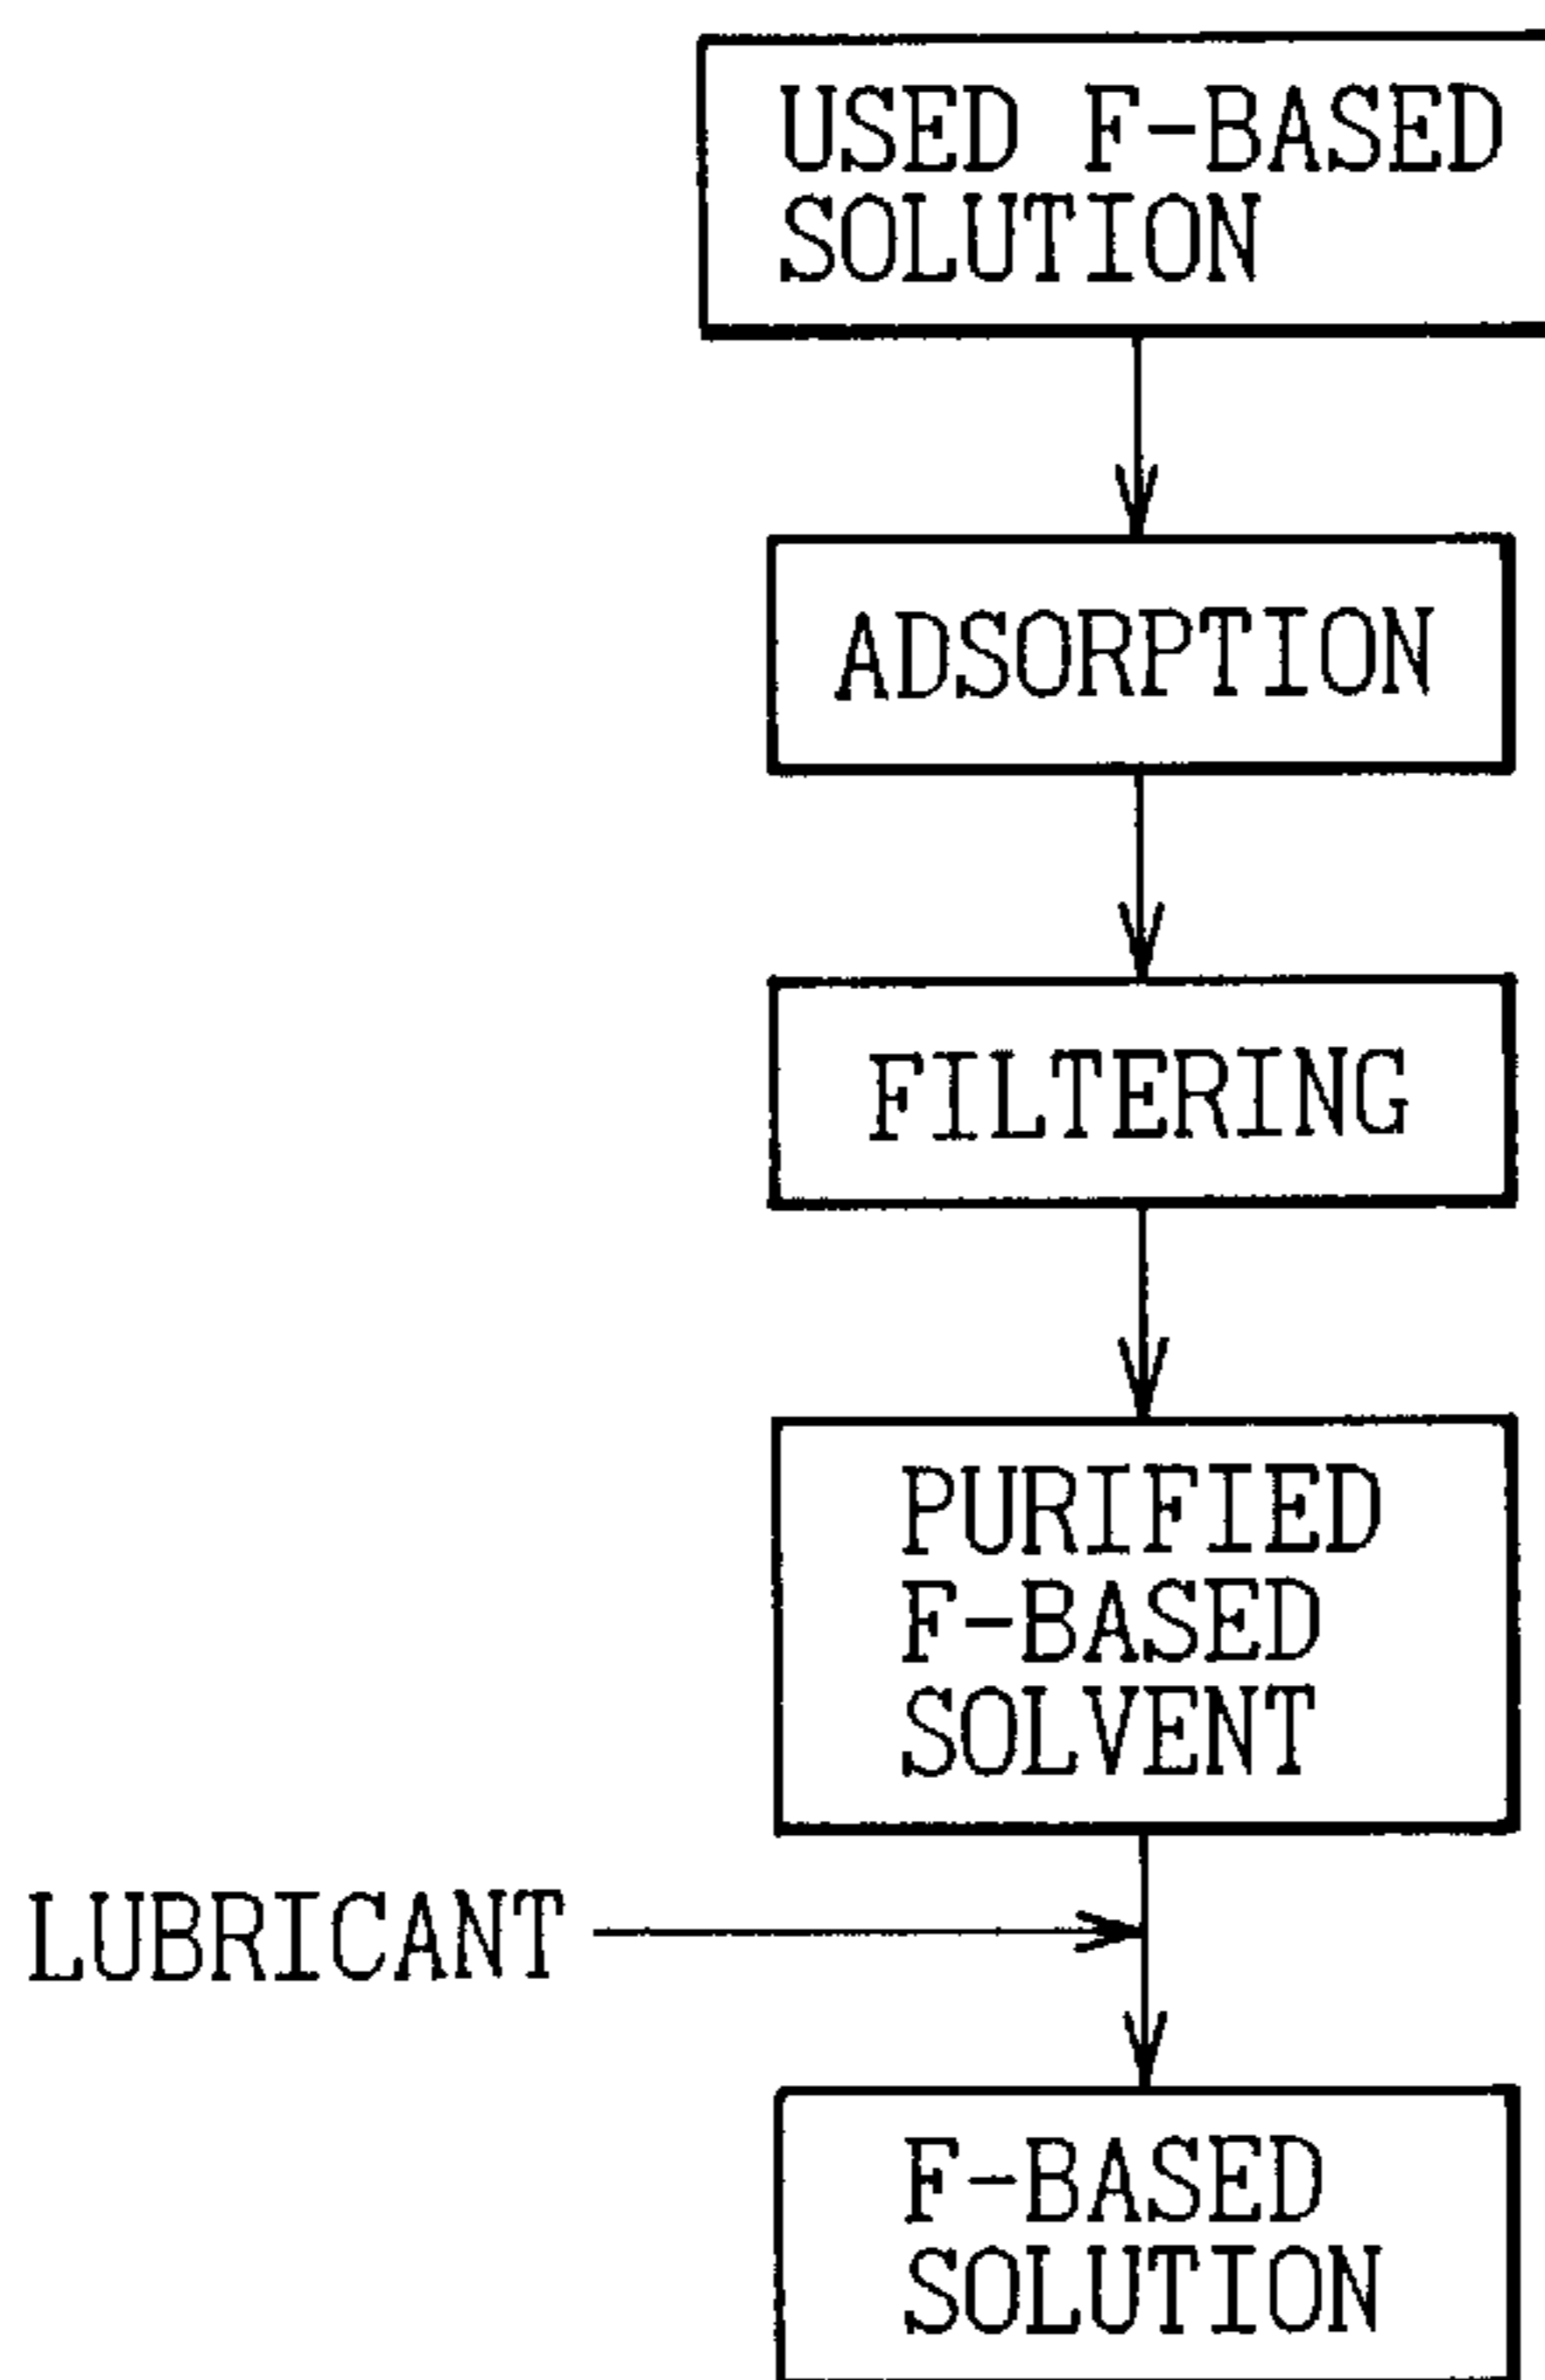 USED F-BASED
SOLUTION
ADSORPTION
FILTERING
PURIFIED
F-BASED
SOLVENT
LUBRICANT
F-BASED
SOLUTION